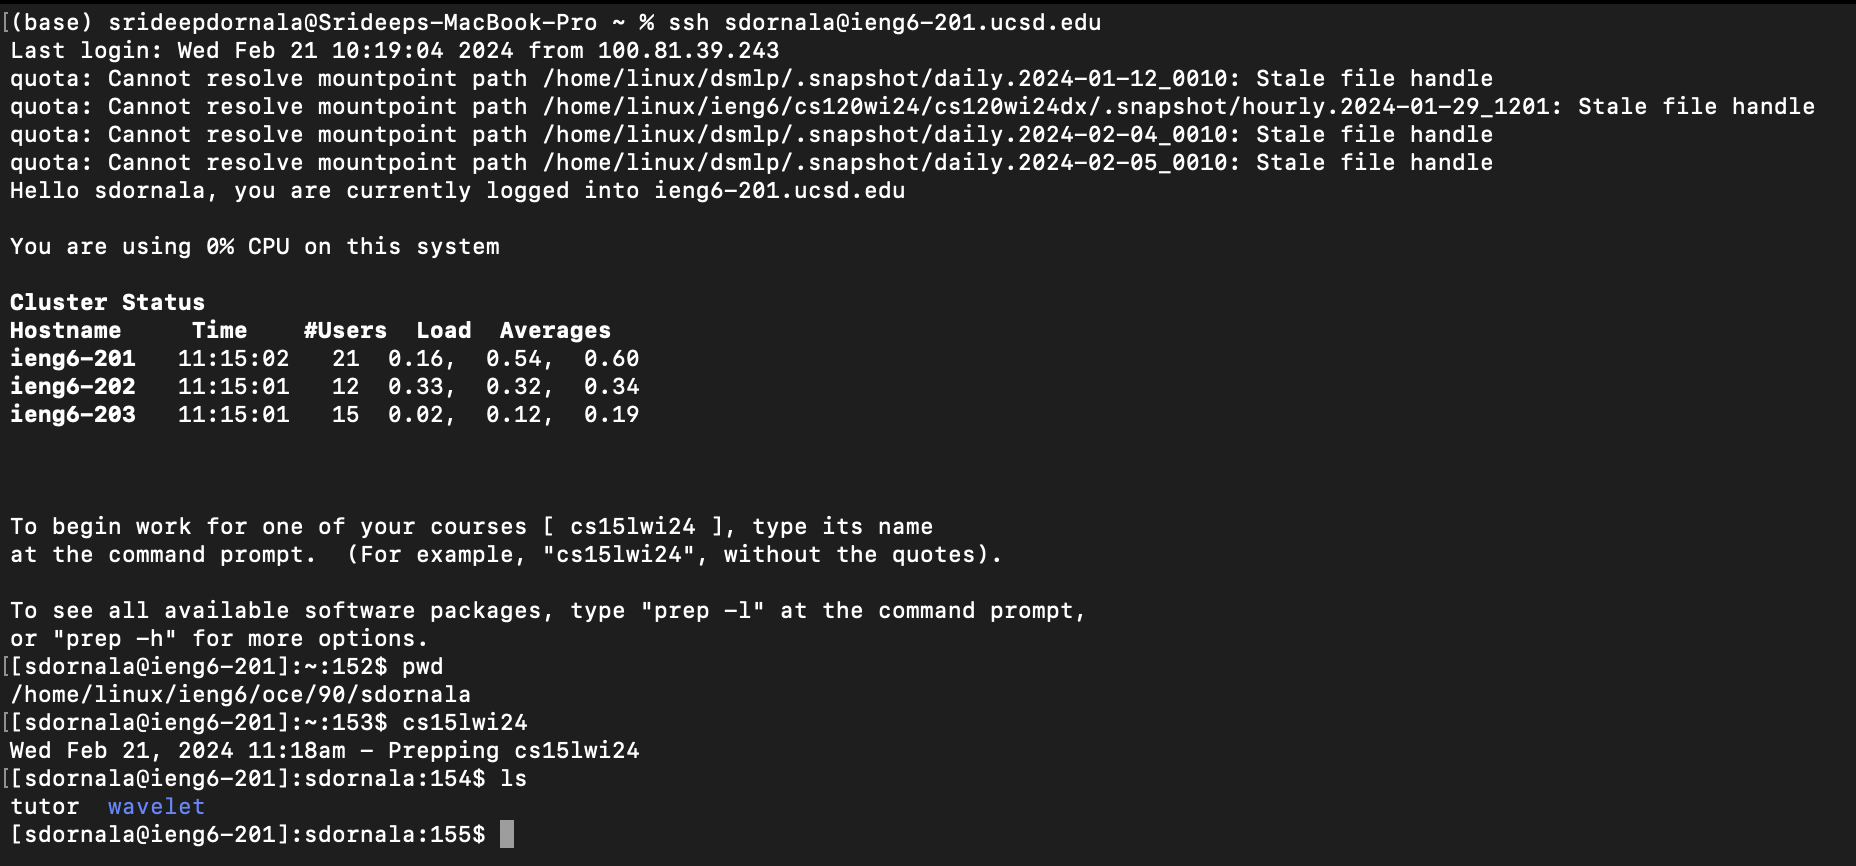 [(base) srideepdornala@Srideeps-MacBook-Pro ~ % ssh sdornala@ieng6-201.ucsd.edu
Last login: Wed Feb 21 10:19:04 2024 from 100.81.39.243
quota: Cannot resolve mountpoint path /home/linux/dsmlp/.snapshot/daily.2024-01-12_0010: Stale file handle
quota: Cannot resolve mountpoint path /home/linux/ieng6/cs120wi24/cs120wi24dx/.snapshot/hourly.2024-01-29_1201: Stale file handle
quota: Cannot resolve mountpoint path /home/linux/dsmlp/.snapshot/daily.2024-02-04_0010: Stale file handle
quota: Cannot resolve mountpoint path /home/linux/dsmlp/.snapshot/daily.2024-02-05_0010: Stale file handle
Hello sdornala, you are currently logged into ieng6-201.ucsd.edu

You are using 0% CPU on this system

Cluster Status
Hostname     Time    #Users  Load  Averages
ieng6-201   11:15:02   21  0.16,  0.54,  0.60
ieng6-202   11:15:01   12  0.33,  0.32,  0.34
ieng6-203   11:15:01   15  0.02,  0.12,  0.19

To begin work for one of your courses [ cs15lwi24 ], type its name
at the command prompt.  (For example, "cs15lwi24", without the quotes).

To see all available software packages, type "prep -l" at the command prompt,
or "prep -h" for more options.
[[sdornala@ieng6-201]:~:152$ pwd
/home/linux/ieng6/oce/90/sdornala
[[sdornala@ieng6-201]:~:153$ cs15lwi24
Wed Feb 21, 2024 11:18am - Prepping cs15lwi24
[[sdornala@ieng6-201]:sdornala:154$ ls
tutor  wavelet
[sdornala@ieng6-201]:sdornala:155$